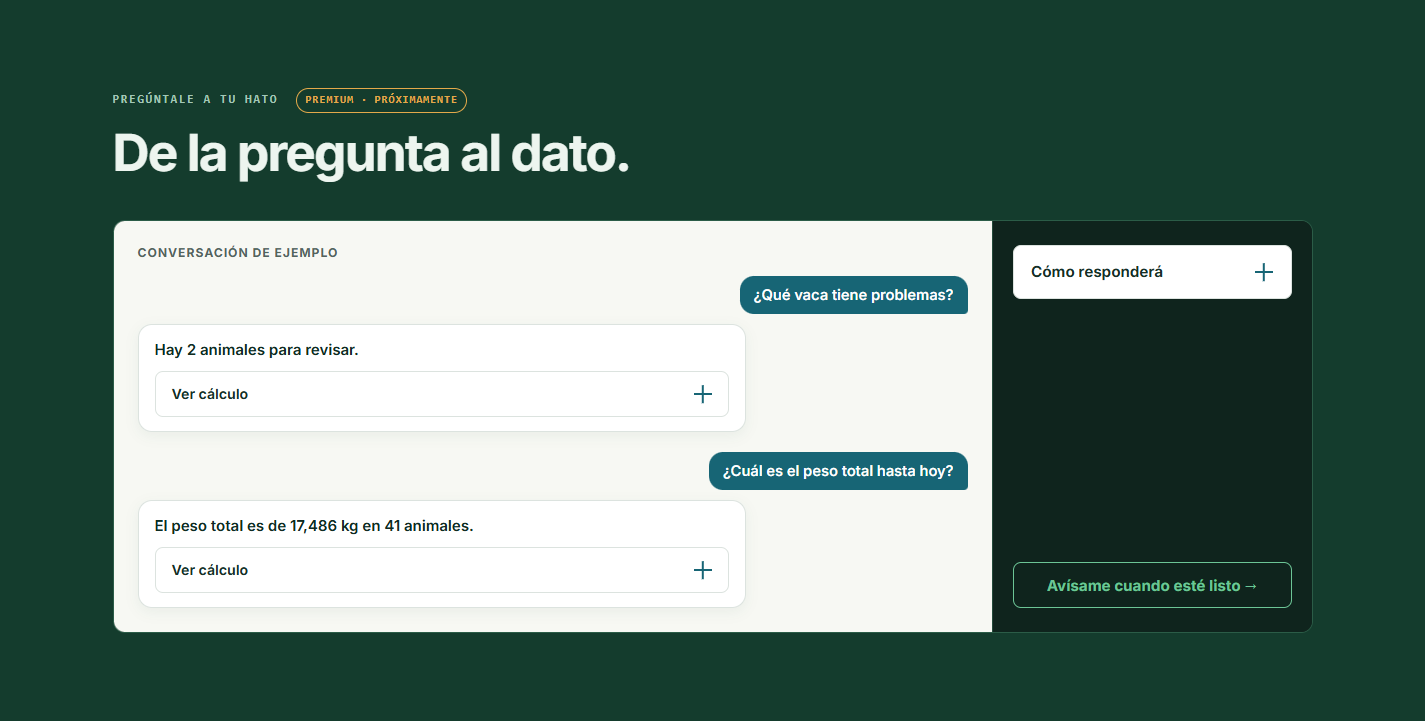 PREGÚNTALE A TU HATO
PREMIUM · PRÓXIMAMENTE
De la pregunta al dato.
CONVERSACIÓN DE EJEMPLO
¿Qué vaca tiene problemas?
Hay 2 animales para revisar.
Ver cálculo
¿Cuál es el peso total hasta hoy?
El peso total es de 17,486 kg en 41 animales.
Ver cálculo
Cómo responderá
Avísame cuando esté listo →